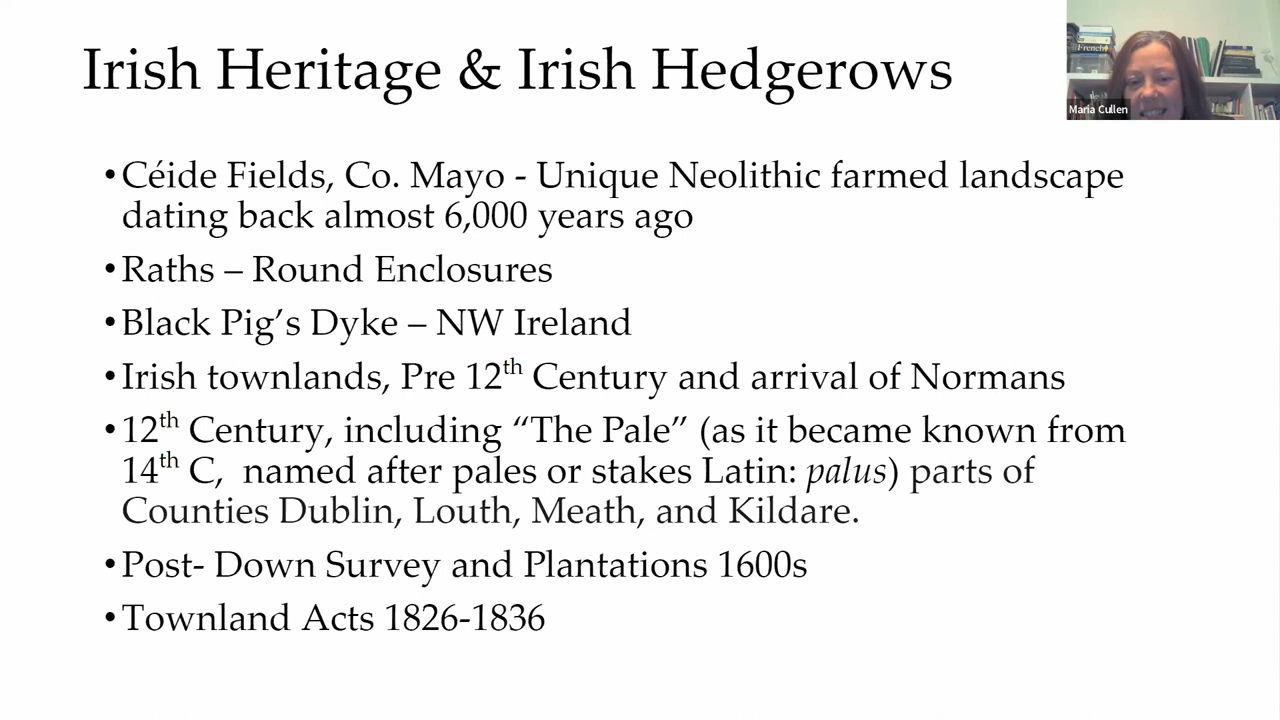 Irish Heritage & Irish Hedgerows
Maria Cullen
French
•Céide Fields, Co. Mayo - Unique Neolithic farmed landscape
dating back almost 6,000 years ago
•Raths – Round Enclosures
•Black Pig’s Dyke – NW Ireland
•Irish townlands, Pre 12th Century and arrival of Normans
•12th Century, including “The Pale” (as it became known from
14th C,  named after pales or stakes Latin: palus) parts of
Counties Dublin, Louth, Meath, and Kildare.
•Post- Down Survey and Plantations 1600s
•Townland Acts 1826-1836